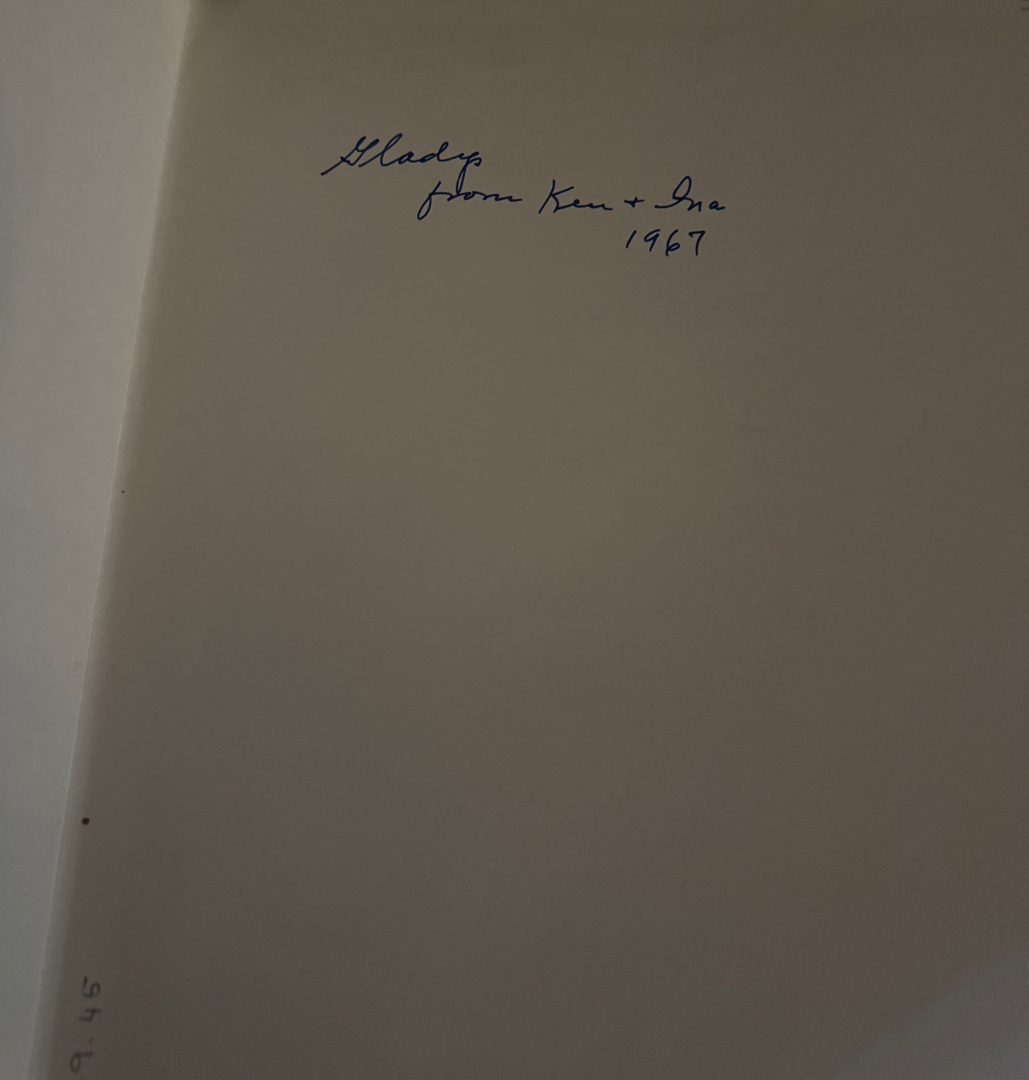 Gladys
from Ken + Ina
1967
9.45